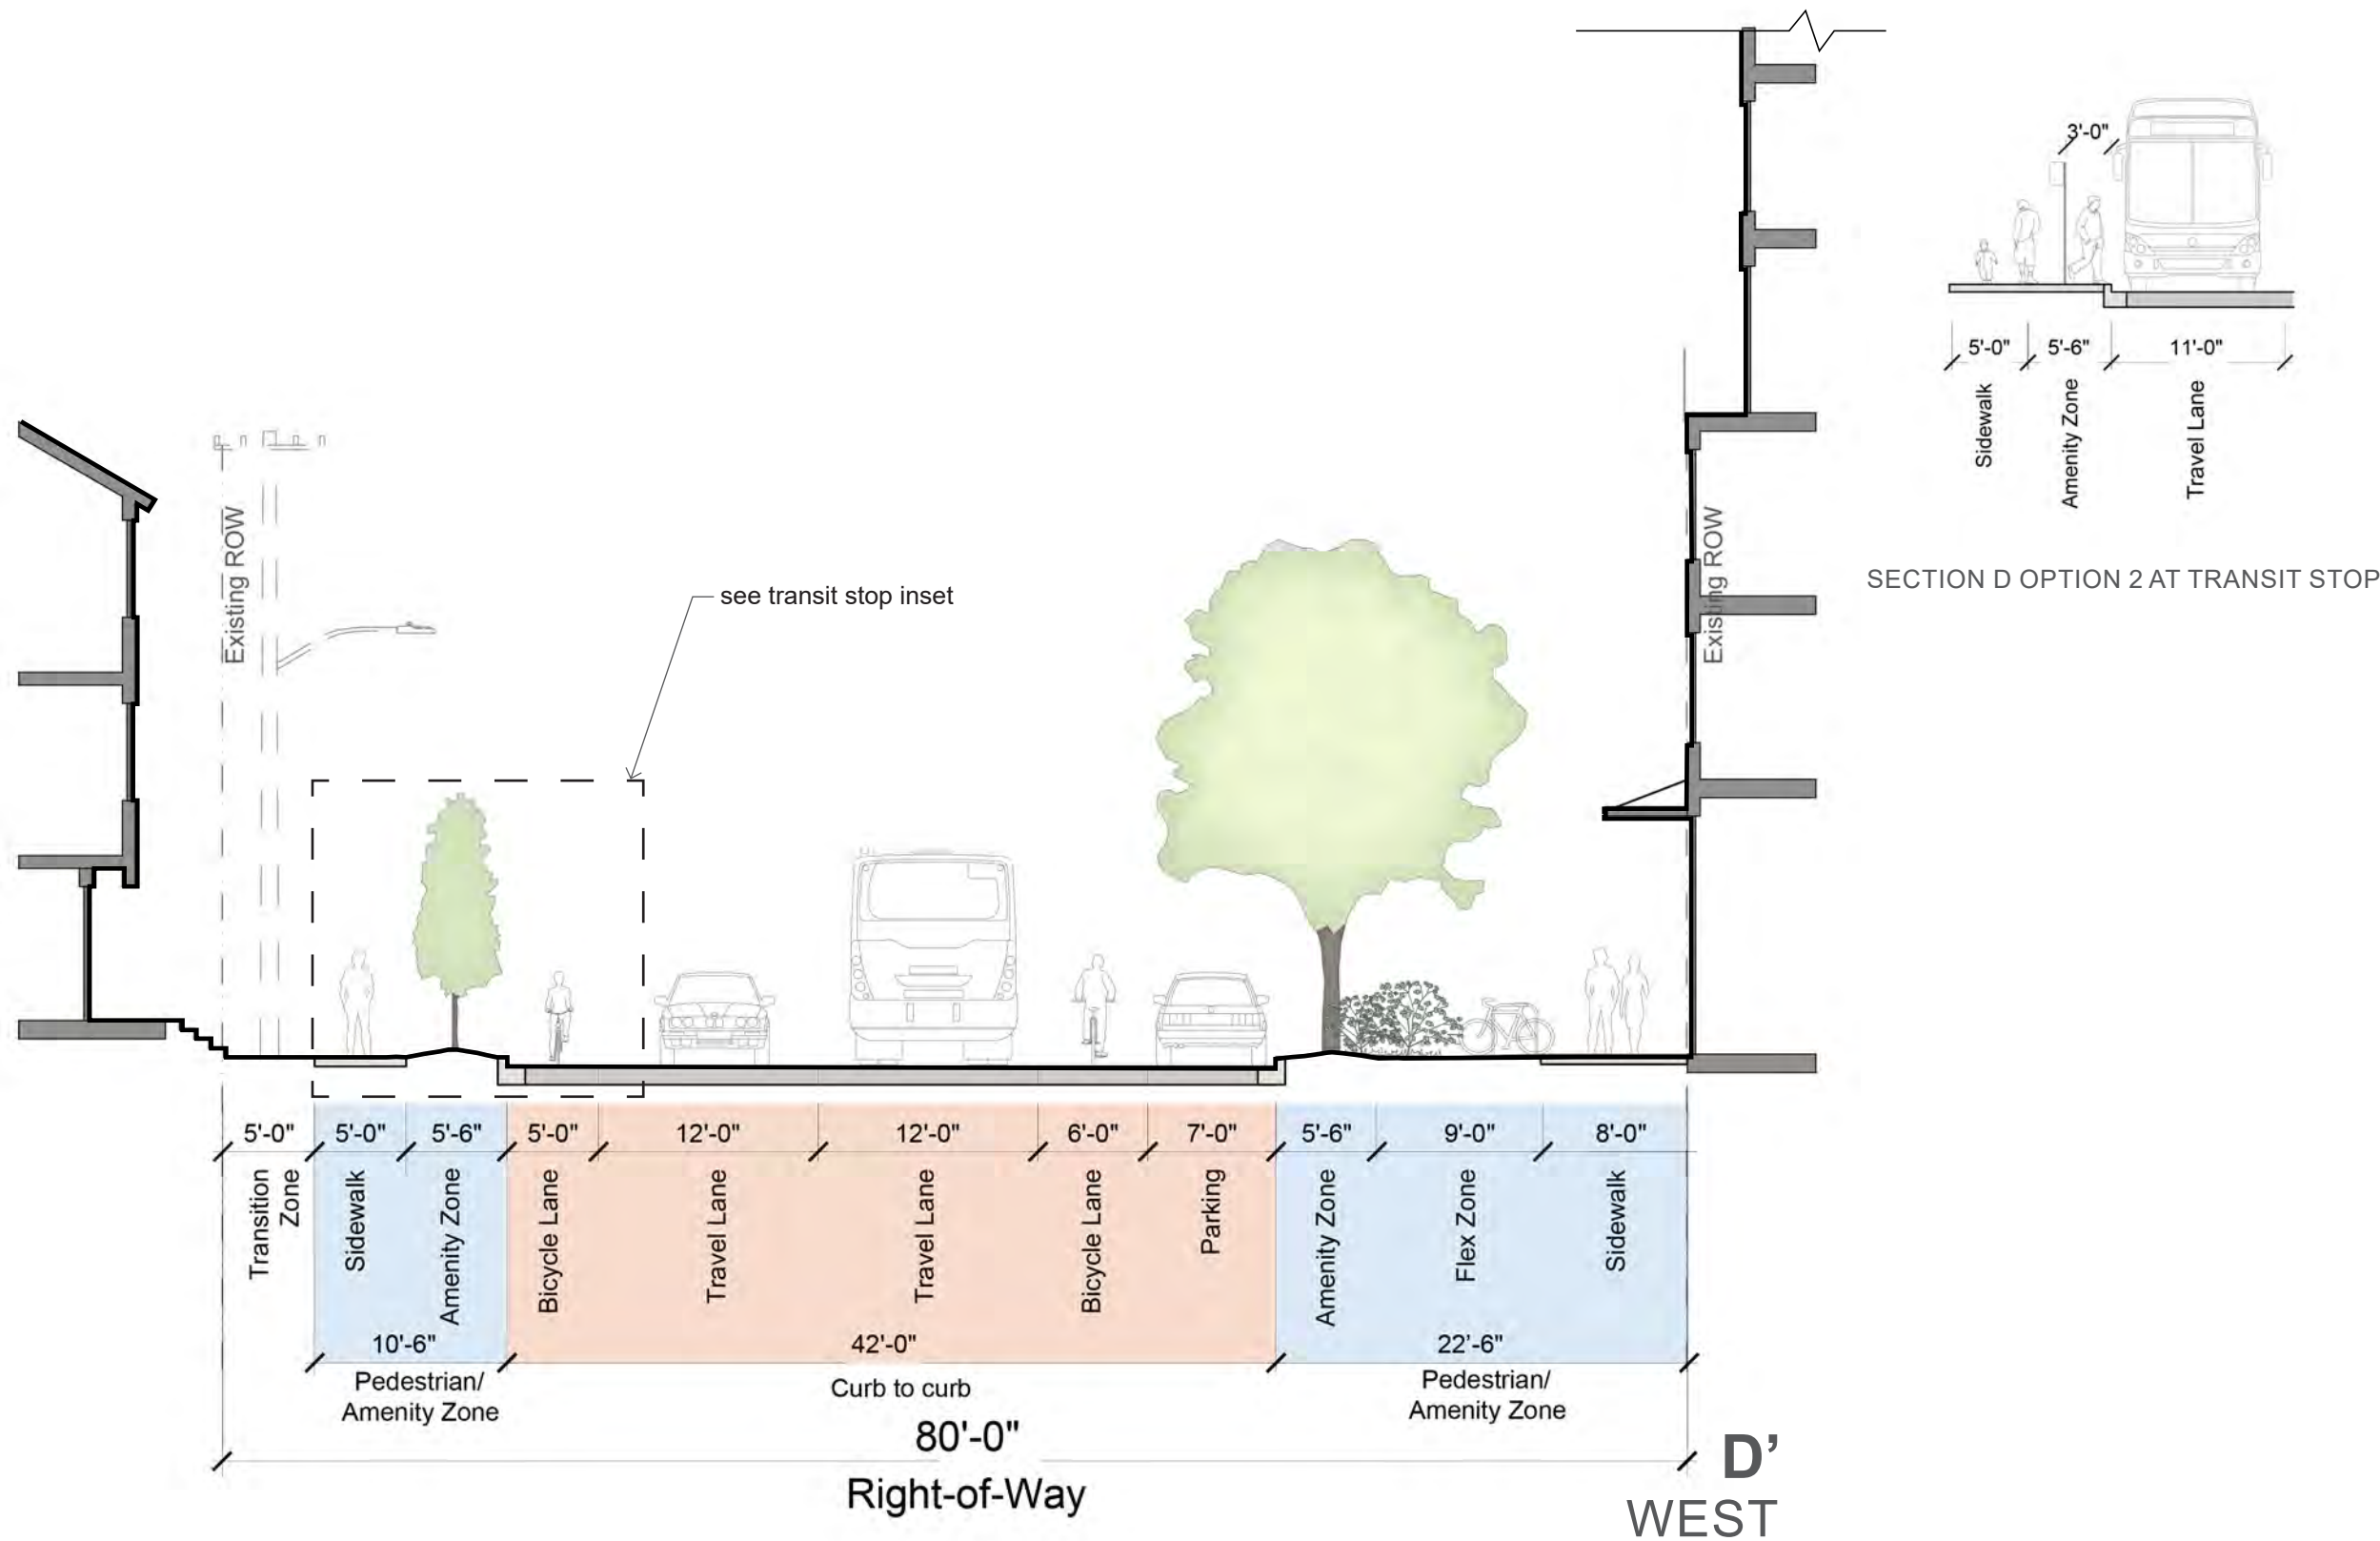 3'-0"
5'-0"
5'-6"
11'-0"
Sidewalk
Amenity Zone
Travel Lane
SECTION D OPTION 2 AT TRANSIT STOP
Existing ROW
Existing ROW
see transit stop inset
5'-0"
5'-0"
5'-6"
5'-0"
12'-0"
12'-0"
6'-0"
7'-0"
5'-6"
9'-0"
8'-0"
Transition
Zone
Sidewalk
Amenity Zone
Bicycle Lane
Travel Lane
Travel Lane
Bicycle Lane
Parking
Amenity Zone
Flex Zone
Sidewalk
10'-6"
42'-0"
22'-6"
Pedestrian/
Amenity Zone
Curb to curb
Pedestrian/
Amenity Zone
80'-0"
Right-of-Way
D’
WEST